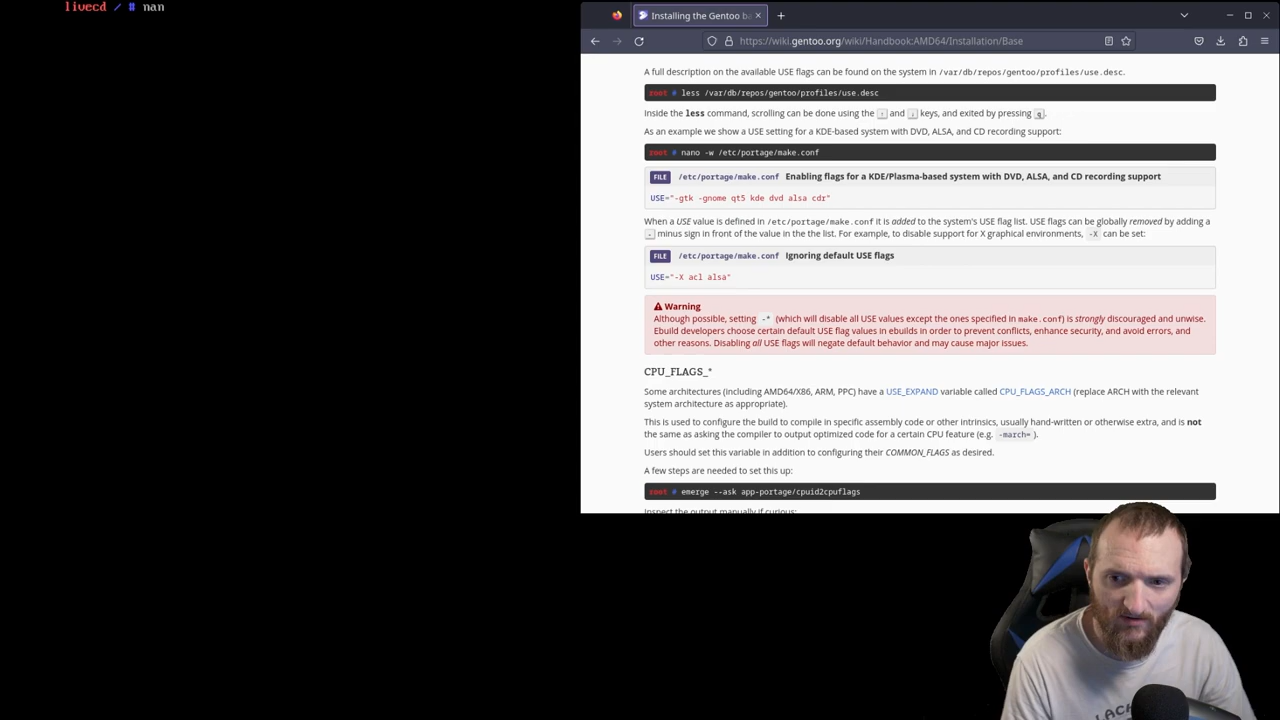 livecd / # nan
Installing the Gentoo ba
https://wiki.gentoo.org/wiki/Handbook:AMD64/Installation/Base
A full description on the available USE flags can be found on the system in /var/db/repos/gentoo/profiles/use.desc.
root # less /var/db/repos/gentoo/profiles/use.desc
Inside the less command, scrolling can be done using the ↑ and ↓ keys, and exited by pressing q.
As an example we show a USE setting for a KDE-based system with DVD, ALSA, and CD recording support:
root # nano -w /etc/portage/make.conf
FILE /etc/portage/make.conf Enabling flags for a KDE/Plasma-based system with DVD, ALSA, and CD recording support
USE="-gtk -gnome qt5 kde dvd alsa cdr"
When a USE value is defined in /etc/portage/make.conf it is added to the system's USE flag list. USE flags can be globally removed by adding a
- minus sign in front of the value in the the list. For example, to disable support for X graphical environments, -X can be set:
FILE /etc/portage/make.conf Ignoring default USE flags
USE="-X acl alsa"
Warning
Although possible, setting -* (which will disable all USE values except the ones specified in make.conf) is strongly discouraged and unwise.
Ebuild developers choose certain default USE flag values in ebuilds in order to prevent conflicts, enhance security, and avoid errors, and
other reasons. Disabling all USE flags will negate default behavior and may cause major issues.
CPU_FLAGS_*
Some architectures (including AMD64/X86, ARM, PPC) have a USE_EXPAND variable called CPU_FLAGS_ARCH (replace ARCH with the relevant
system architecture as appropriate).
This is used to configure the build to compile in specific assembly code or other intrinsics, usually hand-written or otherwise extra, and is not
the same as asking the compiler to output optimized code for a certain CPU feature (e.g. -march= ).
Users should set this variable in addition to configuring their COMMON_FLAGS as desired.
A few steps are needed to set this up:
root # emerge --ask app-portage/cpuid2cpuflags
Inspect the output manually if curious: